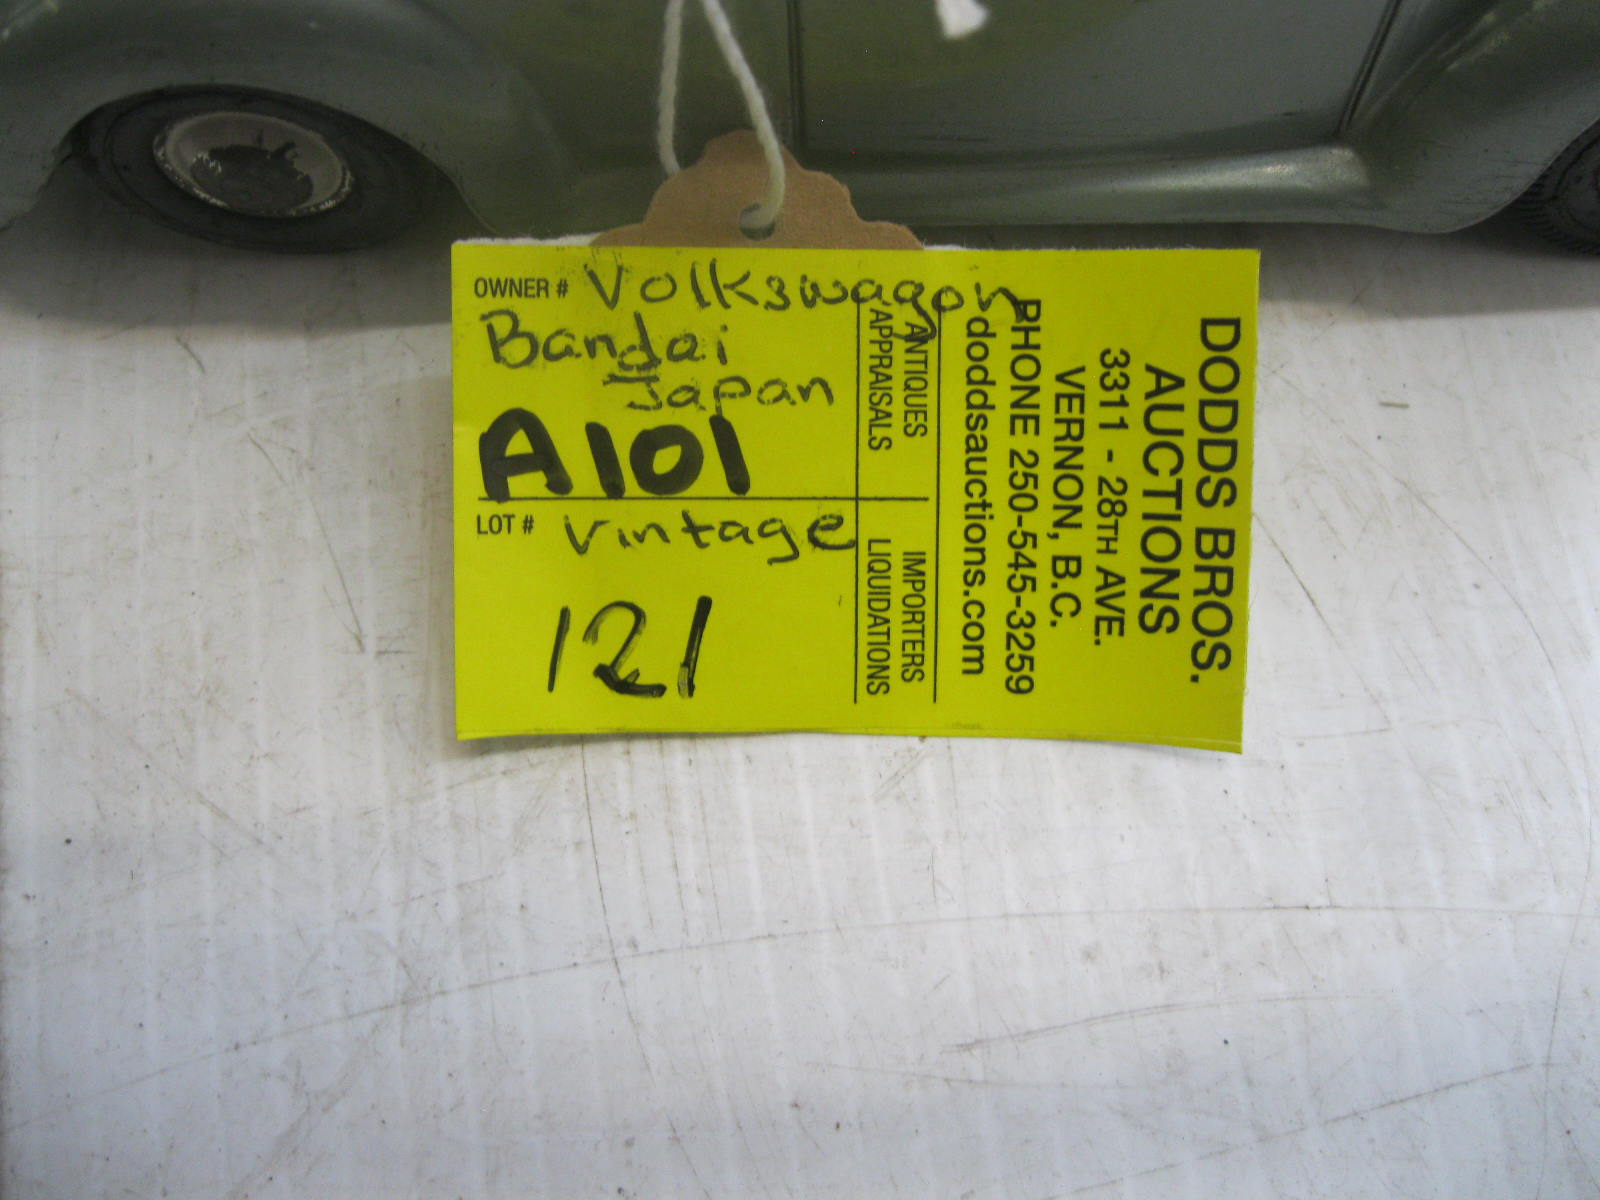 OWNER # Volkswagon
Bandai
Japan
A101
LOT # vintage
121
ANTIQUES
APPRAISALS
IMPORTERS
LIQUIDATIONS
DODDS BROS.
AUCTIONS
3311 - 28TH AVE.
VERNON, B.C.
PHONE 250-545-3259
doddsauctions.com